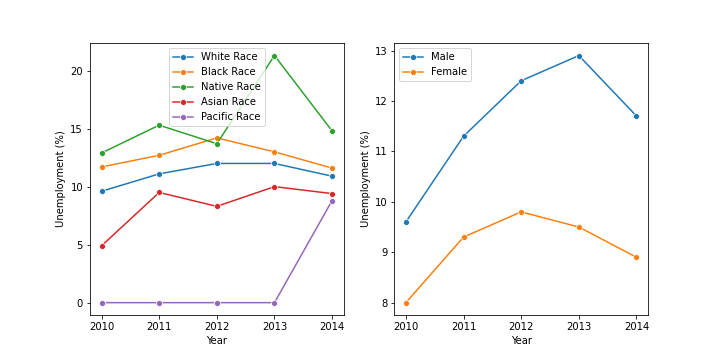 White Race
Black Race
Native Race
Asian Race
Pacific Race
20
15
10
5
0
Unemployment (%)
2010
2011
2012
2013
2014
Year
Male
Female
13
12
11
10
9
8
Unemployment (%)
2010
2011
2012
2013
2014
Year